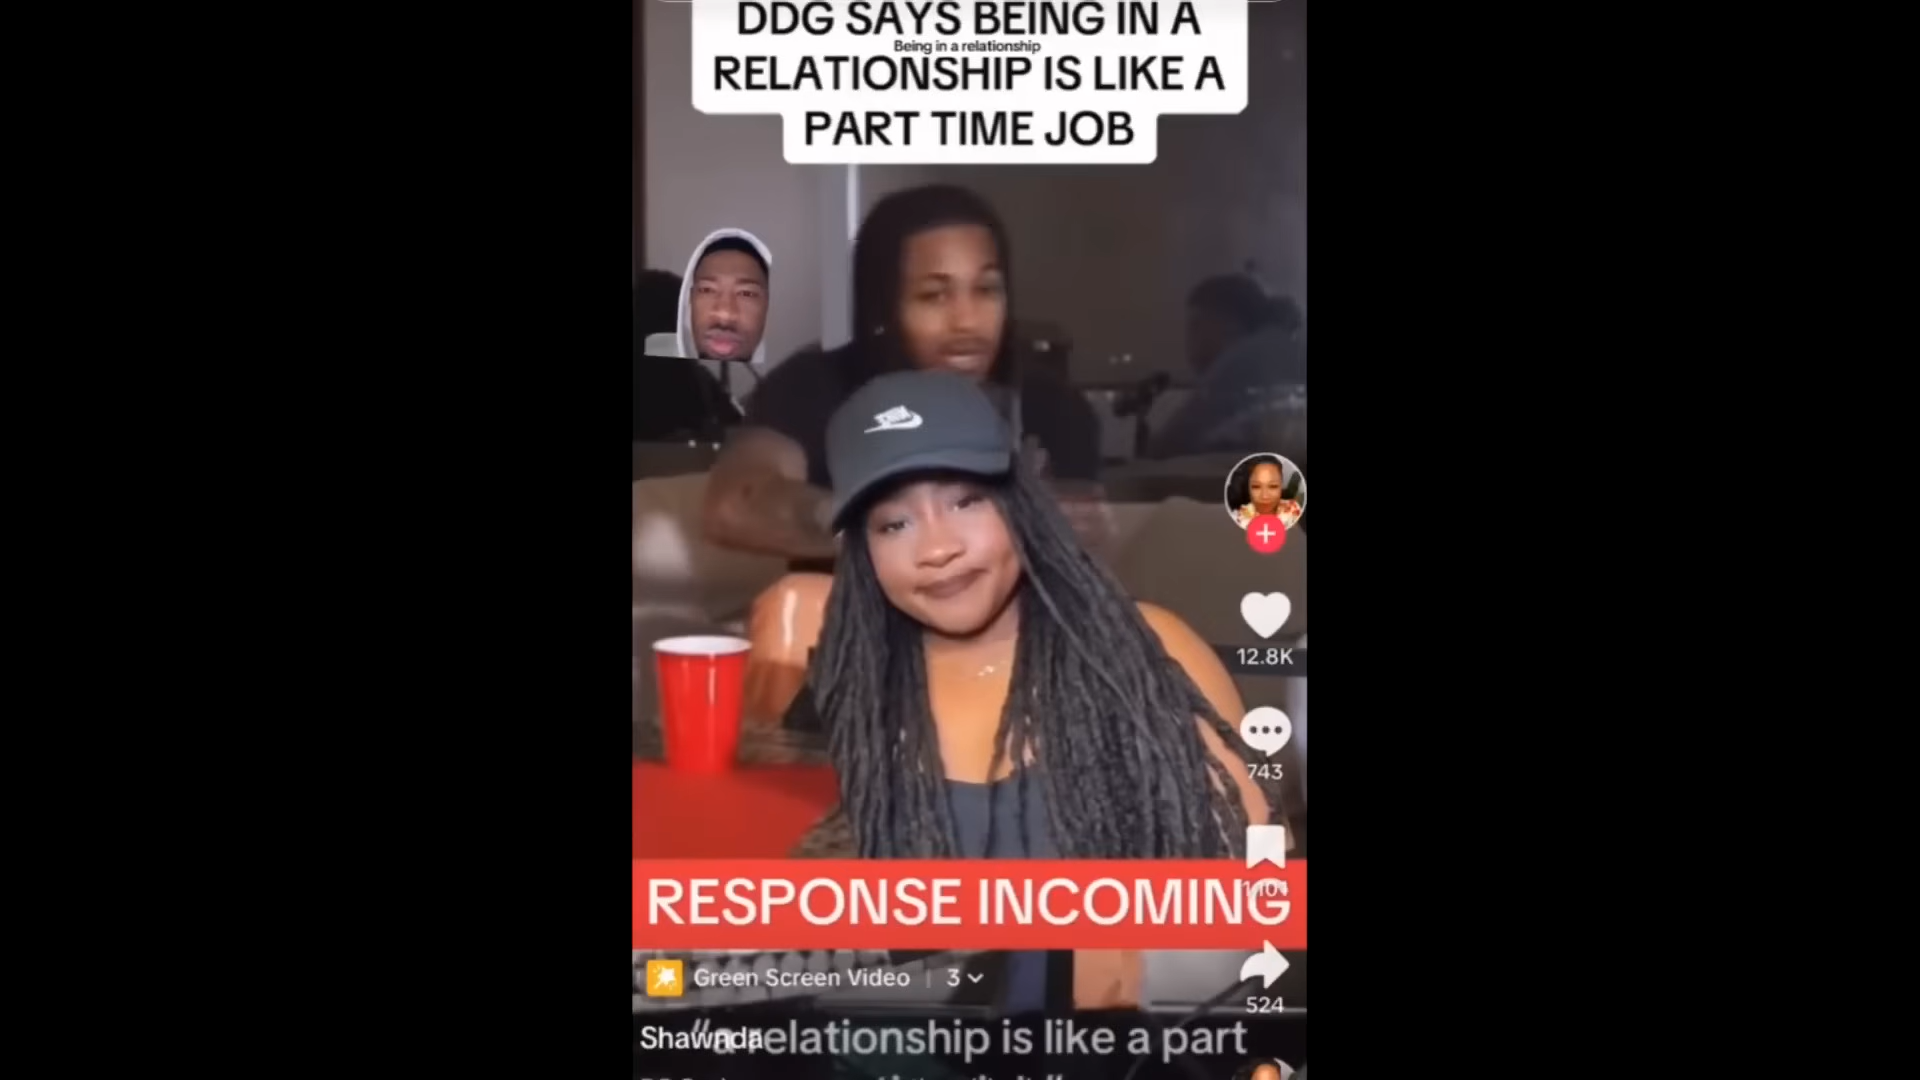 DDG SAYS BEING IN A
Being in a relationship
RELATIONSHIP IS LIKE A
PART TIME JOB
12.8K
743
RESPONSE INCOMING
Green Screen Video | 3
524
Shawnda
"a relationship is like a part